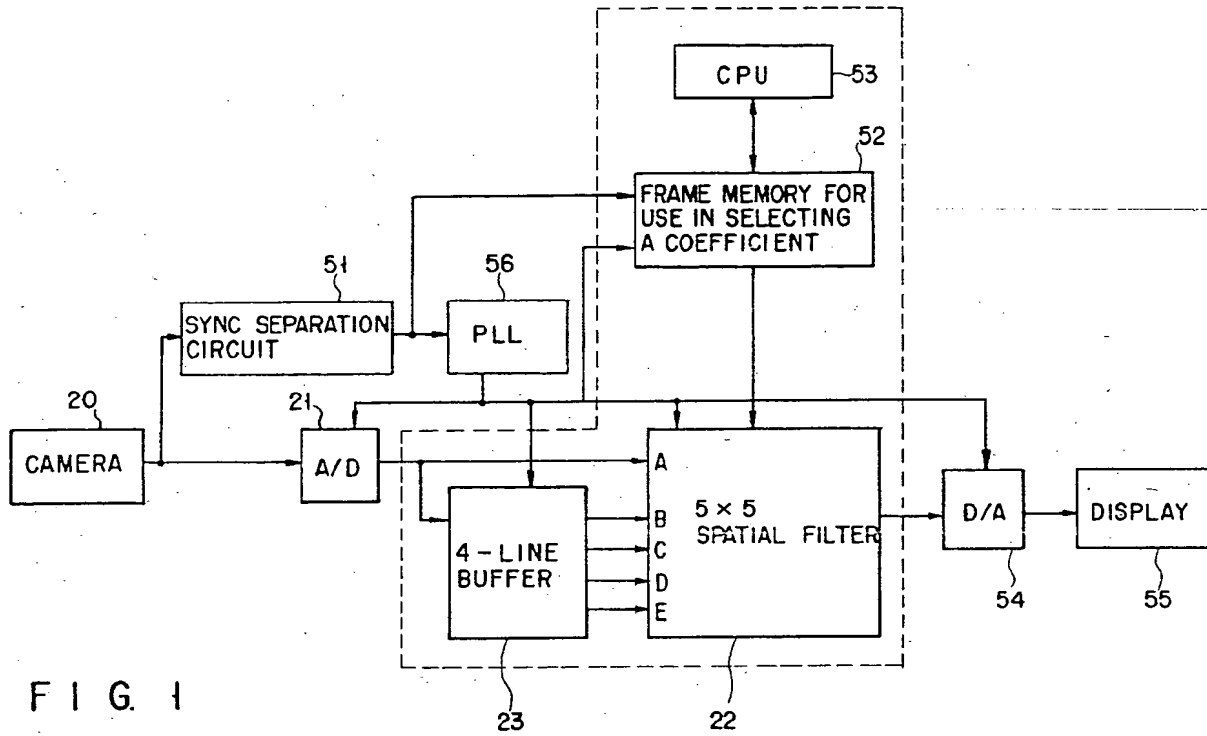 CPU
53
52
FRAME MEMORY FOR
USE IN SELECTING
A COEFFICIENT
51
56
SYNC SEPARATION
CIRCUIT
PLL
20
21
CAMERA
A/D
A
5 × 5
SPATIAL FILTER
B
C
D
E
4-LINE
BUFFER
D/A
DISPLAY
54
55
23
22
FIG. 1